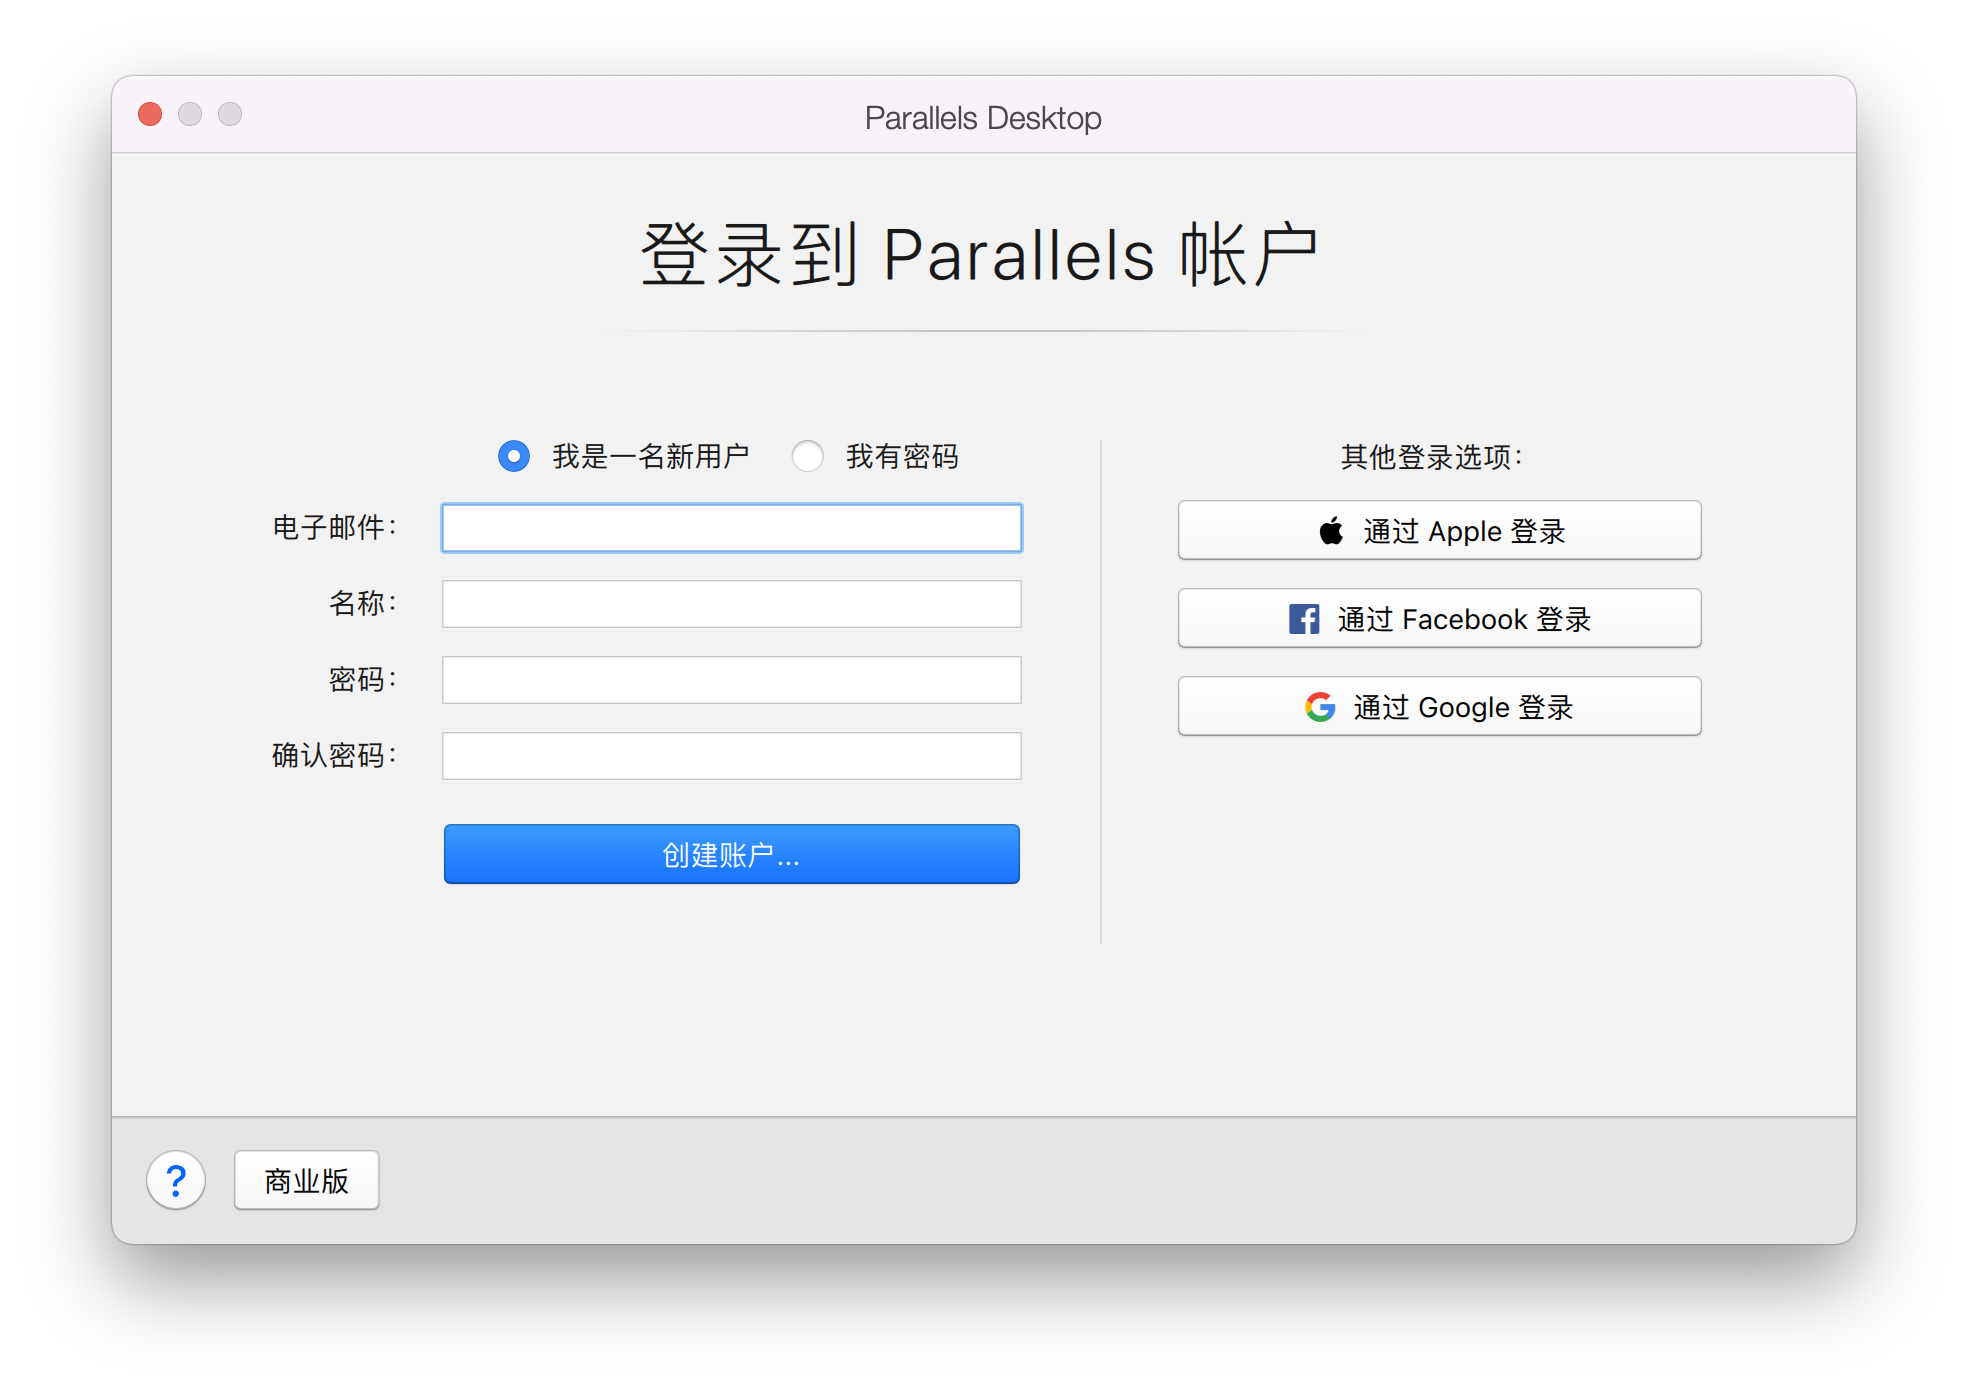 Parallels Desktop
登录到 Parallels 帐户
我是一名新用户 我有密码
电子邮件：
名称：
密码：
确认密码：
创建账户...
其他登录选项：
通过 Apple 登录
通过 Facebook 登录
通过 Google 登录
? 商业版